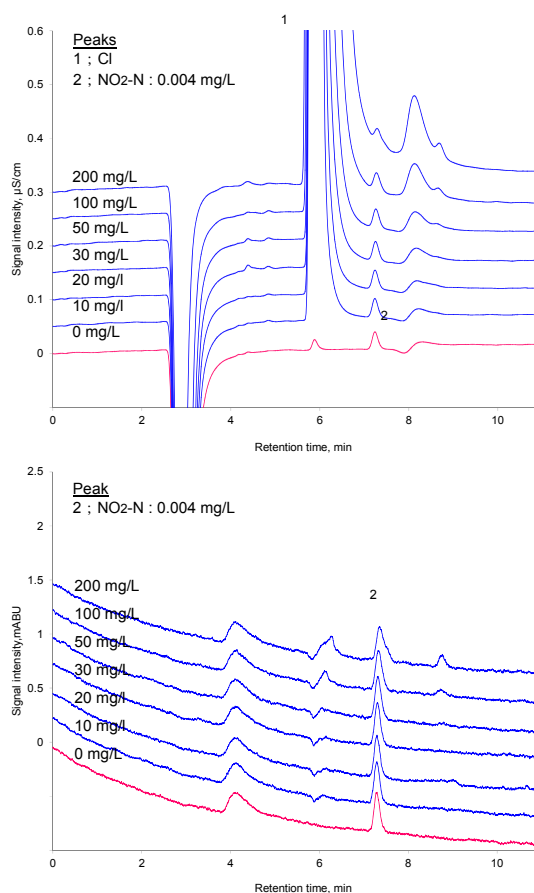 1
0.6
Peaks
1 ; Cl
2 ; NO2-N : 0.004 mg/L
0.5
0.4
Signal intensity, µS/cm
0.3
200 mg/L
100 mg/L
0.2
50 mg/L
30 mg/L
0.1
20 mg/l
10 mg/l
2
0
0 mg/L
0
2
4
6
8
10
Retention time, min
2.5
Peak
2 ; NO2-N : 0.004 mg/L
2
1.5
200 mg/L
2
100 mg/L
1
50 mg/L
Signal intensity,mABU
30 mg/L
0.5
20 mg/L
10 mg/l
0
0 mg/L
0
2
4
6
8
10
Retention time, min